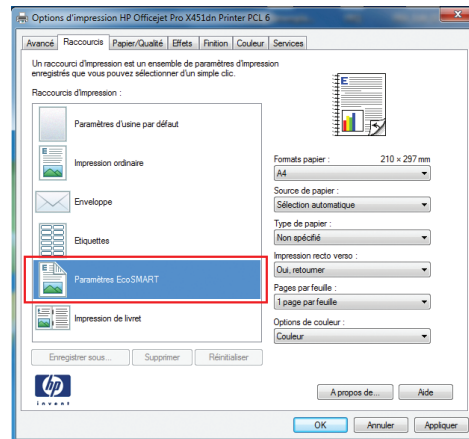 Options d'impression HP Officejet Pro X451dn Printer PCL 6
Avancé Raccourcis Papier/Qualité Effets Finition Couleur Services
Un raccourci d'impression est un ensemble de paramètres d'impression
enregistrés que vous pouvez sélectionner d'un simple clic.
Raccourcis d'impression :
Paramètres d'usine par défaut
Impression ordinaire
Enveloppe
Etiquettes
Paramètres EcoSMART
Impression de livret
Enregistrer sous... Supprimer Réinitialiser
Formats papier : 210 × 297 mm
A4
Source de papier :
Sélection automatique
Type de papier :
Non spécifié
Impression recto verso :
Oui, retourner
Pages par feuille :
1 page par feuille
Options de couleur :
Couleur
hp
invent
A propos de... Aide
OK Annuler Appliquer